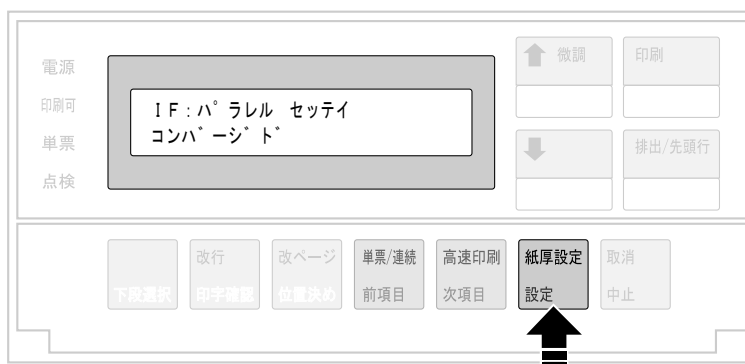 電源
印刷可
単票
点検
IF:パラレル セッテイ
コンバージド
微調
印刷
排出/先頭行
下段選択
改行
印字確認
改ページ
位置決め
単票/連続
前項目
高速印刷
次項目
紙厚設定
設定
取消
中止